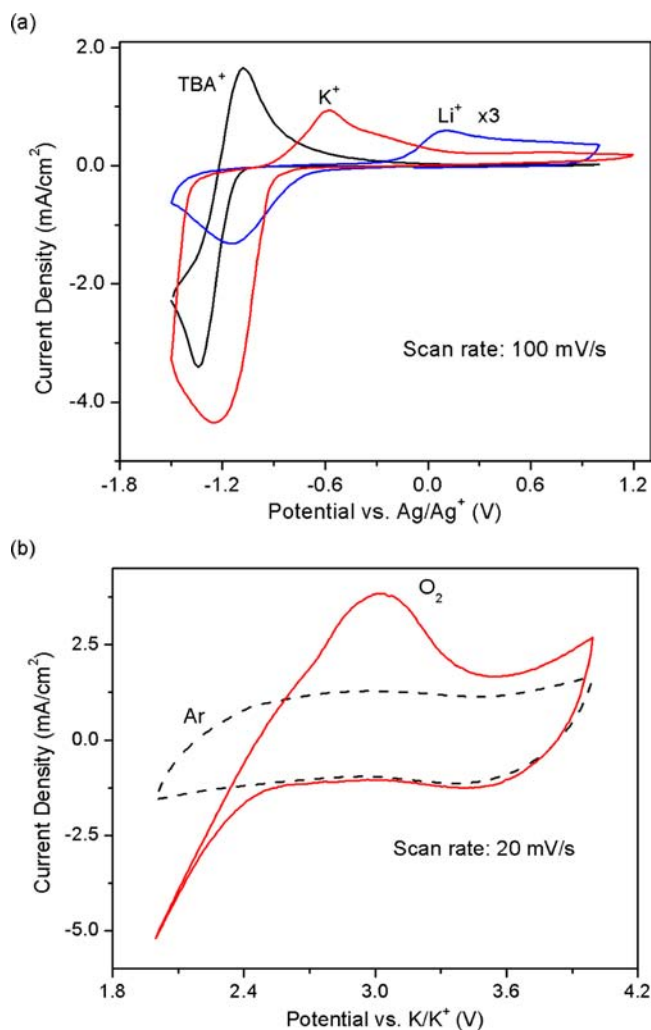 (a)
2.0
TBA⁺
K⁺
Li⁺ x3
0.0
-2.0
Scan rate: 100 mV/s
-4.0
Current Density (mA/cm²)
-1.8 -1.2 -0.6 0.0 0.6 1.2
Potential vs. Ag/Ag⁺ (V)
(b)
O₂
2.5
Ar
0.0
-2.5
Scan rate: 20 mV/s
-5.0
Current Density (mA/cm²)
1.8 2.4 3.0 3.6 4.2
Potential vs. K/K⁺ (V)